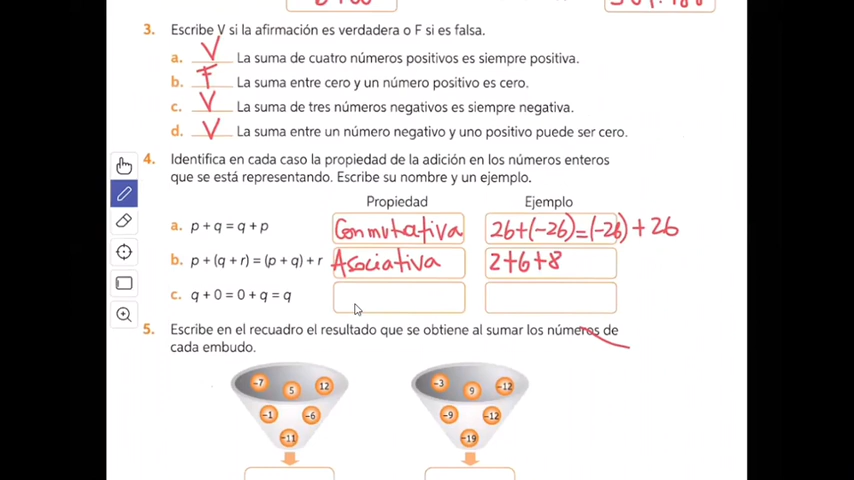 3. Escribe V si la afirmación es verdadera o F si es falsa.
a. V La suma de cuatro números positivos es siempre positiva.
b. F La suma entre cero y un número positivo es cero.
c. V La suma de tres números negativos es siempre negativa.
d. V La suma entre un número negativo y uno positivo puede ser cero.
4. Identifica en cada caso la propiedad de la adición en los números enteros
que se está representando. Escribe su nombre y un ejemplo.
Propiedad Ejemplo
a. p + q = q + p Conmutativa 26+(-26)=(-26)+26
b. p + (q + r) = (p + q) + r Asociativa 2+6+8
c. q + 0 = 0 + q = q
5. Escribe en el recuadro el resultado que se obtiene al sumar los números de
cada embudo.
-7 5 12 -3 9 -12
-1 -6 -9 -12
-11 -19